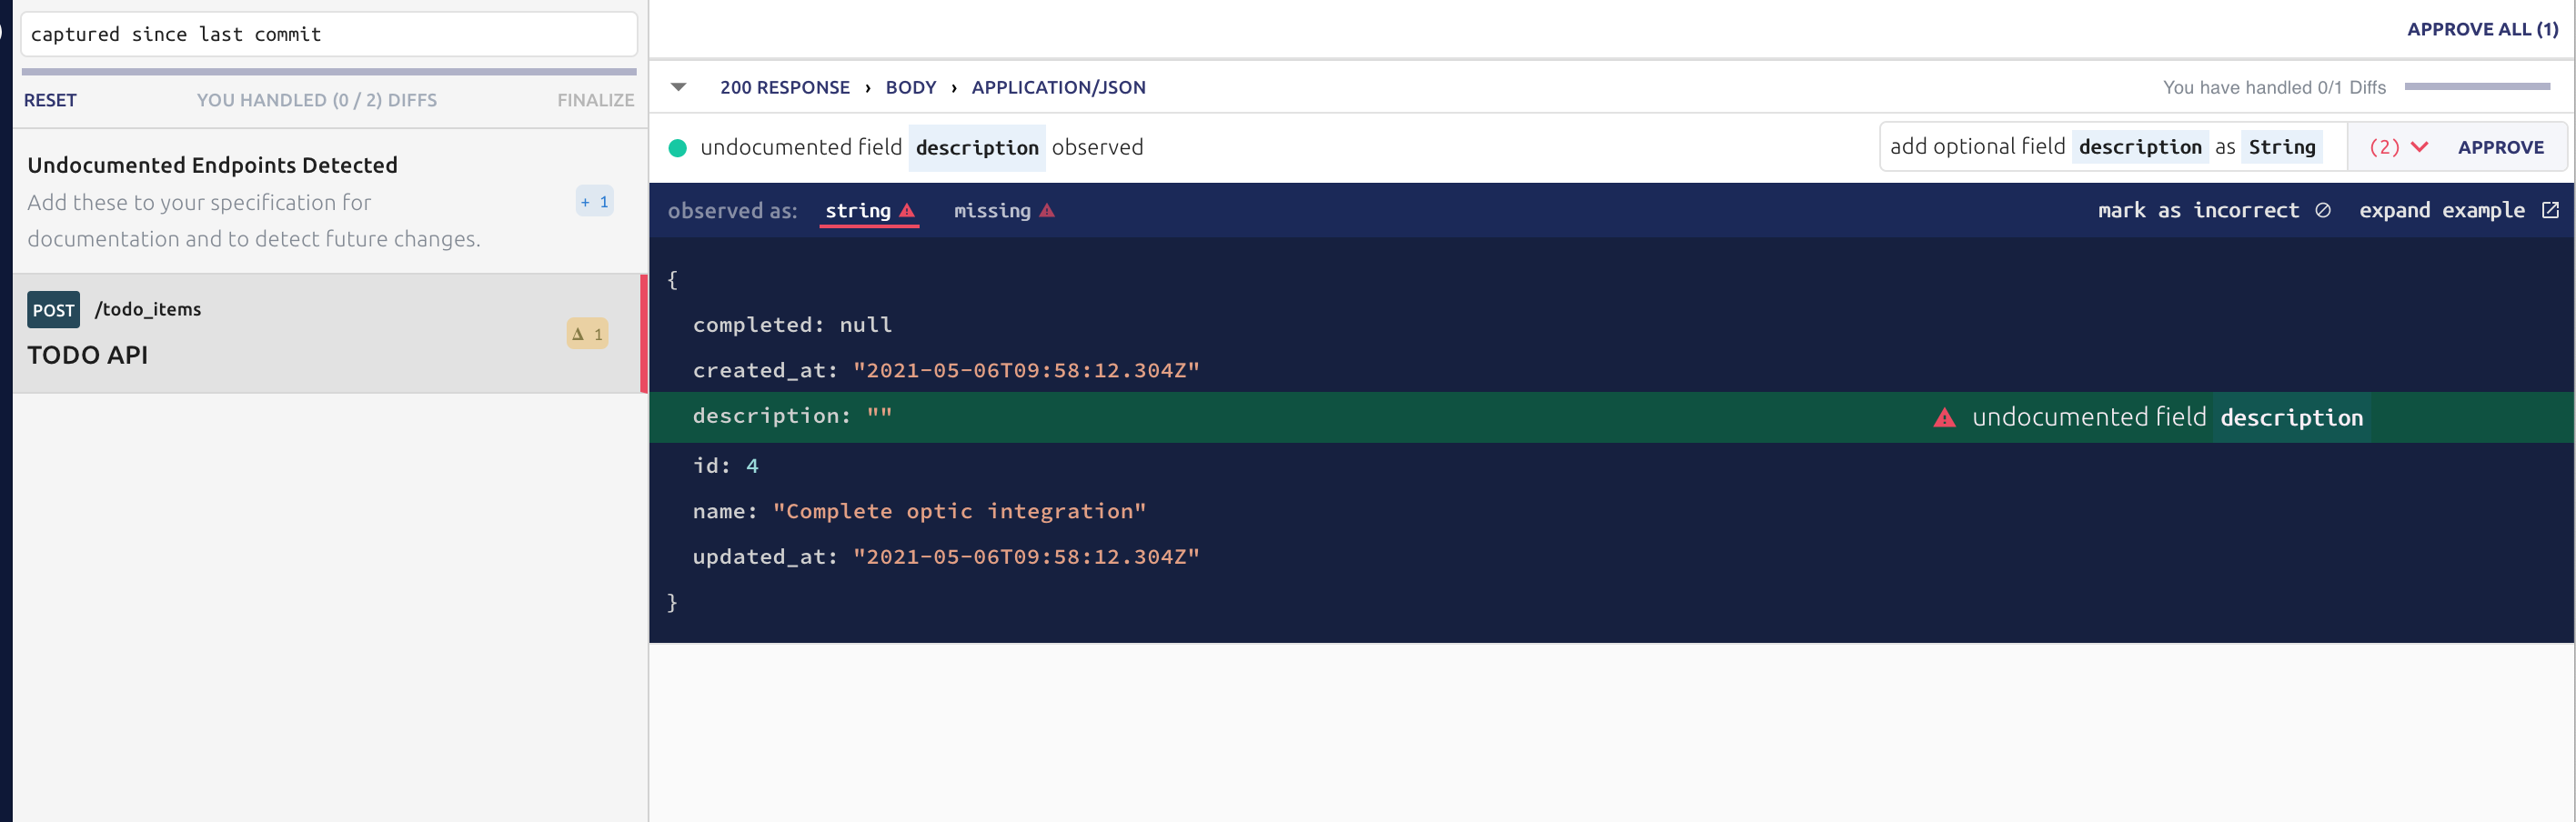 captured since last commit
RESET YOU HANDLED (0 / 2) DIFFS FINALIZE
Undocumented Endpoints Detected
Add these to your specification for
documentation and to detect future changes.
+ 1
POST /todo_items
TODO API
Δ 1
APPROVE ALL (1)
200 RESPONSE › BODY › APPLICATION/JSON You have handled 0/1 Diffs
undocumented field description observed add optional field description as String (2) APPROVE
observed as: string missing mark as incorrect expand example
{
completed: null
created_at: "2021-05-06T09:58:12.304Z"
description: "" undocumented field description
id: 4
name: "Complete optic integration"
updated_at: "2021-05-06T09:58:12.304Z"
}